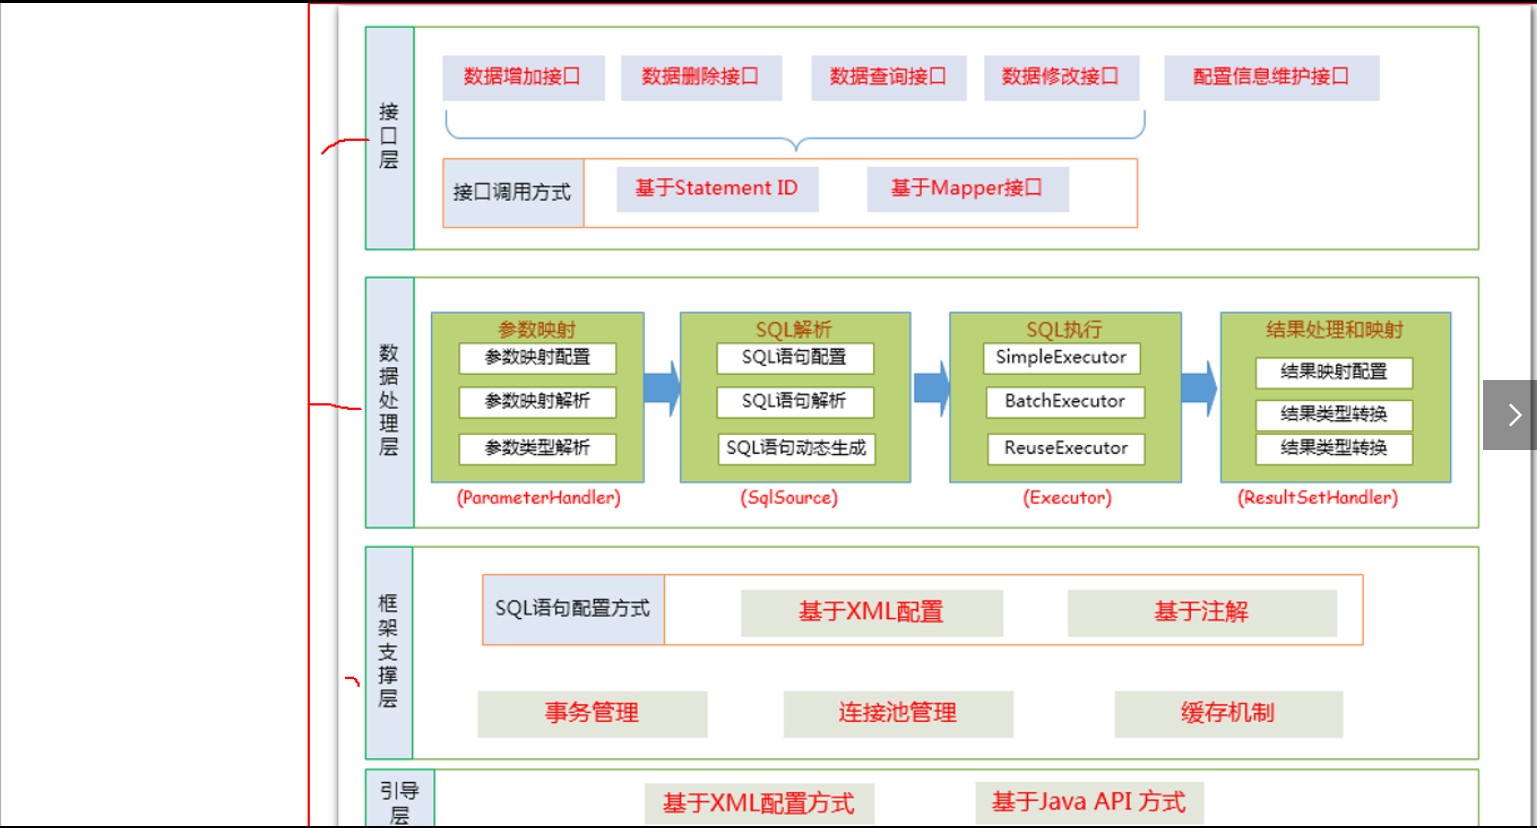 接口层
数据增加接口
数据删除接口
数据查询接口
数据修改接口
配置信息维护接口
接口调用方式
基于Statement ID
基于Mapper接口
数据处理层
参数映射
参数映射配置
参数映射解析
参数类型解析
(ParameterHandler)
SQL解析
SQL语句配置
SQL语句解析
SQL语句动态生成
(SqlSource)
SQL执行
SimpleExecutor
BatchExecutor
ReuseExecutor
(Executor)
结果处理和映射
结果映射配置
结果类型转换
结果类型转换
(ResultSetHandler)
框架支撑层
SQL语句配置方式
基于XML配置
基于注解
事务管理
连接池管理
缓存机制
引导
层
基于XML配置方式
基于Java API 方式